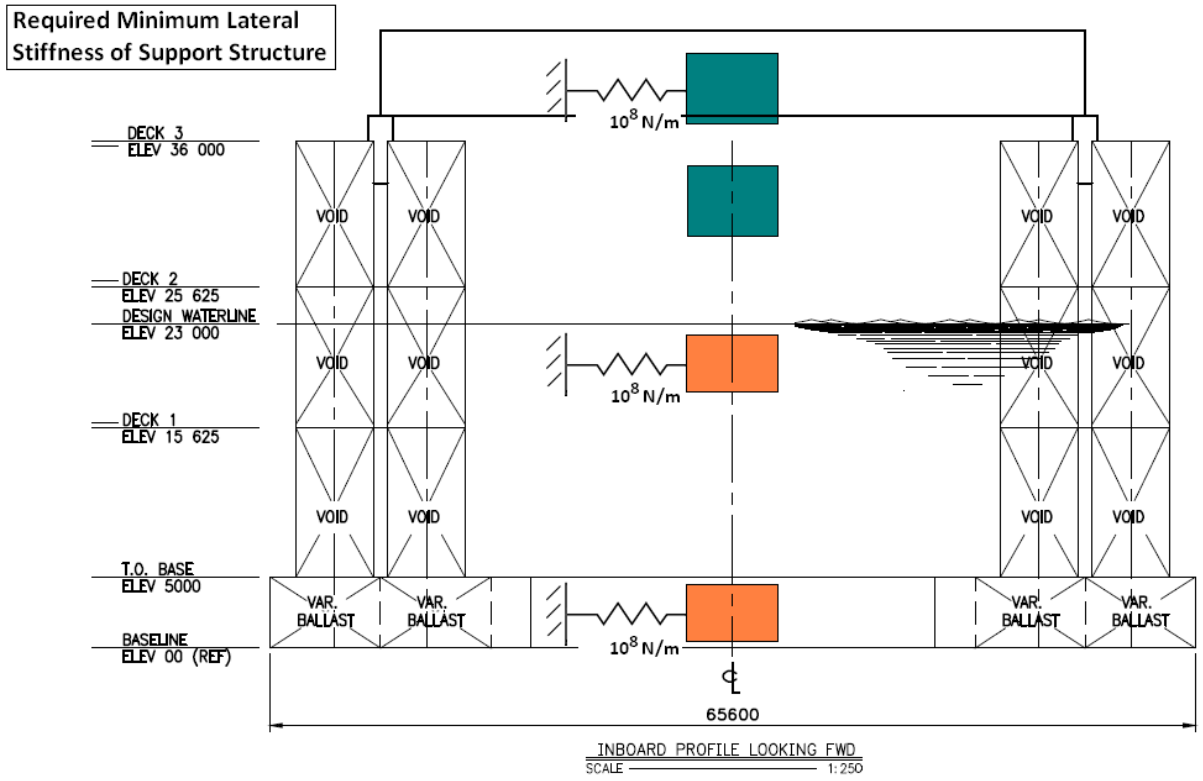 Required Minimum Lateral
Stiffness of Support Structure
10⁸ N/m
DECK 3
ELEV 36 000
VOID VOID VOID VOID
DECK 2
ELEV 25 625
DESIGN WATERLINE
ELEV 23 000
VOID VOID VOID VOID
10⁸ N/m
DECK 1
ELEV 15 625
VOID VOID VOID VOID
T.O. BASE
ELEV 5000
VAR. BALLAST
VAR. BALLAST
VAR. BALLAST
VAR. BALLAST
BASELINE
ELEV 00 (REF)
10⁸ N/m
℄
65600
INBOARD PROFILE LOOKING FWD
SCALE 1:250